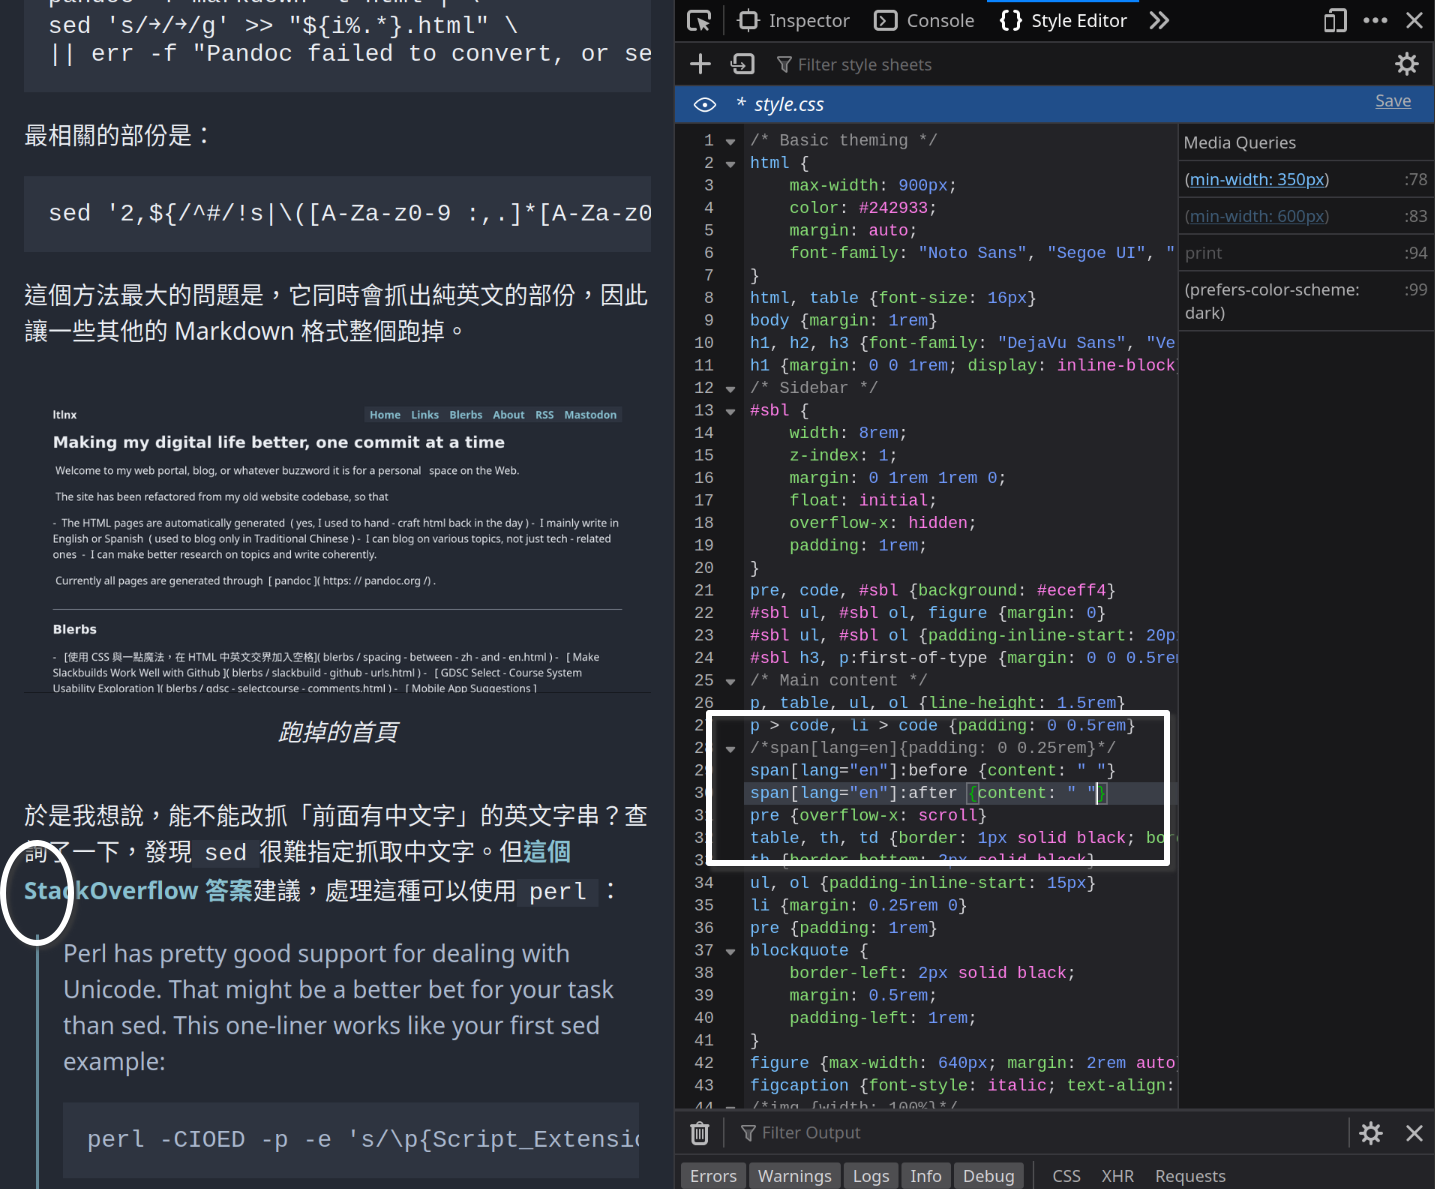 sed 's/→/→/g' >> "${i%.*}.html" \
|| err -f "Pandoc failed to convert, or se
最相關的部份是：
sed '2,${/^#/!s|\([A-Za-z0-9 :,.]*[A-Za-z0
這個方法最大的問題是，它同時會抓出純英文的部份，因此
讓一些其他的 Markdown 格式整個跑掉。
ltlnx
Home Links Blerbs About RSS Mastodon
Making my digital life better, one commit at a time
Welcome to my web portal, blog, or whatever buzzword it is for a personal space on the Web.
The site has been refactored from my old website codebase, so that
- The HTML pages are automatically generated ( yes, I used to hand - craft html back in the day ) - I mainly write in
English or Spanish ( used to blog only in Traditional Chinese ) - I can blog on various topics, not just tech - related
ones - I can make better research on topics and write coherently.
Currently all pages are generated through [ pandoc ]( https: // pandoc.org /) .
Blerbs
- [使用 CSS 與一點魔法，在 HTML 中英文交界加入空格]( blerbs / spacing - between - zh - and - en.html ) - [ Make
Slackbuilds Work Well with Github ]( blerbs / slackbuild - github - urls.html ) - [ GDSC Select - Course System
Usability Exploration ]( blerbs / gdsc - selectcourse - comments.html ) - [ Mobile App Suggestions ]
跑掉的首頁
於是我想說，能不能改抓「前面有中文字」的英文字串？查
詢了一下，發現 sed 很難指定抓取中文字。但這個
StackOverflow 答案建議，處理這種可以使用 perl ：
Perl has pretty good support for dealing with
Unicode. That might be a better bet for your task
than sed. This one-liner works like your first sed
example:
perl -CIOED -p -e 's/\p{Script_Extensio
Inspector Console {} Style Editor
Filter style sheets
* style.css Save
1 /* Basic theming */
2 html {
3 max-width: 900px;
4 color: #242933;
5 margin: auto;
6 font-family: "Noto Sans", "Segoe UI", "
7 }
8 html, table {font-size: 16px}
9 body {margin: 1rem}
10 h1, h2, h3 {font-family: "DejaVu Sans", "Ve
11 h1 {margin: 0 0 1rem; display: inline-block
12 /* Sidebar */
13 #sbl {
14 width: 8rem;
15 z-index: 1;
16 margin: 0 1rem 1rem 0;
17 float: initial;
18 overflow-x: hidden;
19 padding: 1rem;
20 }
21 pre, code, #sbl {background: #eceff4}
22 #sbl ul, #sbl ol, figure {margin: 0}
23 #sbl ul, #sbl ol {padding-inline-start: 20p
24 #sbl h3, p:first-of-type {margin: 0 0 0.5re
25 /* Main content */
26 p, table, ul, ol {line-height: 1.5rem}
27 p > code, li > code {padding: 0 0.5rem}
28 /*span[lang=en]{padding: 0 0.25rem}*/
29 span[lang="en"]:before {content: " "}
30 span[lang="en"]:after {content: " "}
31 pre {overflow-x: scroll}
32 table, th, td {border: 1px solid black; bor
33 th {border-bottom: 2px solid black}
34 ul, ol {padding-inline-start: 15px}
35 li {margin: 0.25rem 0}
36 pre {padding: 1rem}
37 blockquote {
38 border-left: 2px solid black;
39 margin: 0.5rem;
40 padding-left: 1rem;
41 }
42 figure {max-width: 640px; margin: 2rem auto
43 figcaption {font-style: italic; text-align:
44 /*img {width: 100%}*/
Media Queries
(min-width: 350px) :78
(min-width: 600px) :83
print :94
(prefers-color-scheme: :99
dark)
Filter Output
Errors Warnings Logs Info Debug CSS XHR Requests